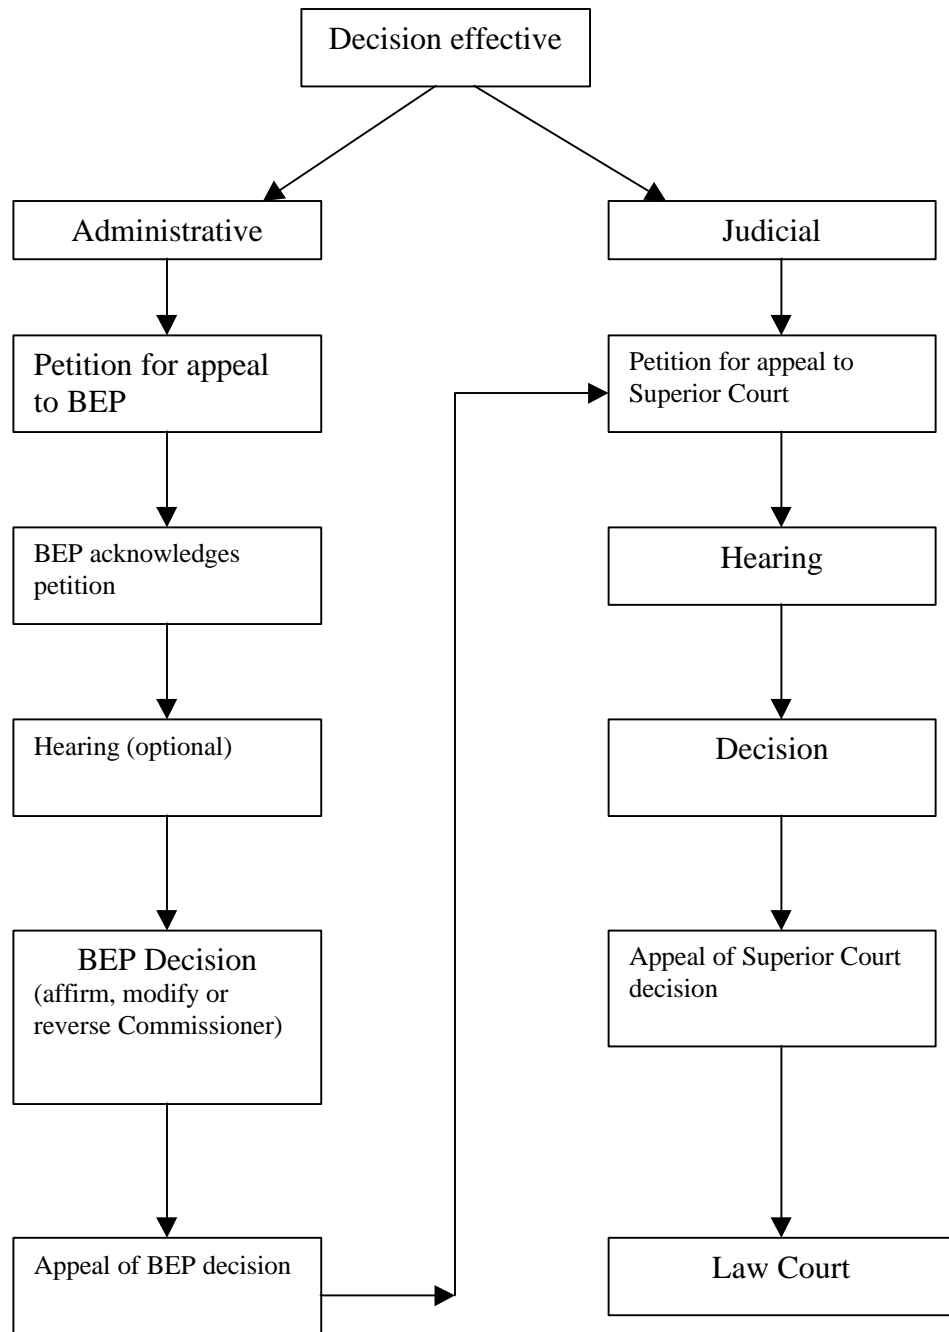 Decision effective
Administrative
Judicial
Petition for appeal
to BEP
Petition for appeal to
Superior Court
BEP acknowledges
petition
Hearing
Hearing (optional)
Decision
BEP Decision
(affirm, modify or
reverse Commissioner)
Appeal of Superior Court
decision
Appeal of BEP decision
Law Court